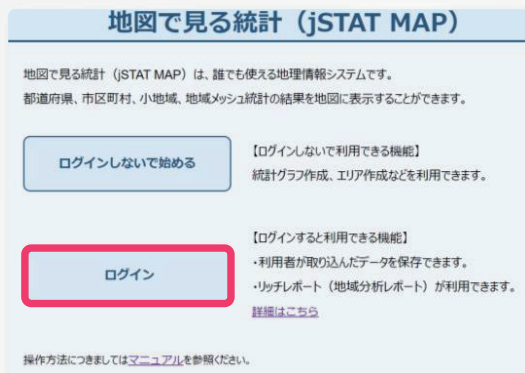 地図で見る統計（jSTAT MAP）
地図で見る統計（jSTAT MAP）は、誰でも使える地理情報システムです。
都道府県、市区町村、小地域、地域メッシュ統計の結果を地図に表示することができます。
ログインしないで始める
【ログインしないで利用できる機能】
統計グラフ作成、エリア作成などを利用できます。
ログイン
【ログインすると利用できる機能】
・利用者が取り込んだデータを保存できます。
・リッチレポート（地域分析レポート）が利用できます。
詳細はこちら
操作方法につきましてはマニュアルを参照ください。